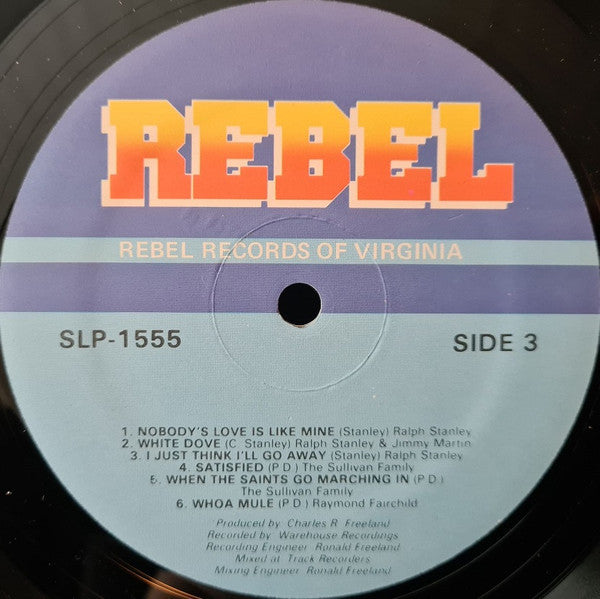 REBEL
REBEL RECORDS OF VIRGINIA
SLP-1555
SIDE 3
1. NOBODY'S LOVE IS LIKE MINE (Stanley) Ralph Stanley
2. WHITE DOVE (C. Stanley) Ralph Stanley & Jimmy Martin
3. I JUST THINK I'LL GO AWAY (Stanley) Ralph Stanley
4. SATISFIED (P.D.) The Sullivan Family
5. WHEN THE SAINTS GO MARCHING IN (P.D.)
The Sullivan Family
6. WHOA MULE (P.D.) Raymond Fairchild
Produced by Charles R. Freeland
Recorded by Warehouse Recordings
Recording Engineer Ronald Freeland
Mixed at Track Recorders
Mixing Engineer Ronald Freeland